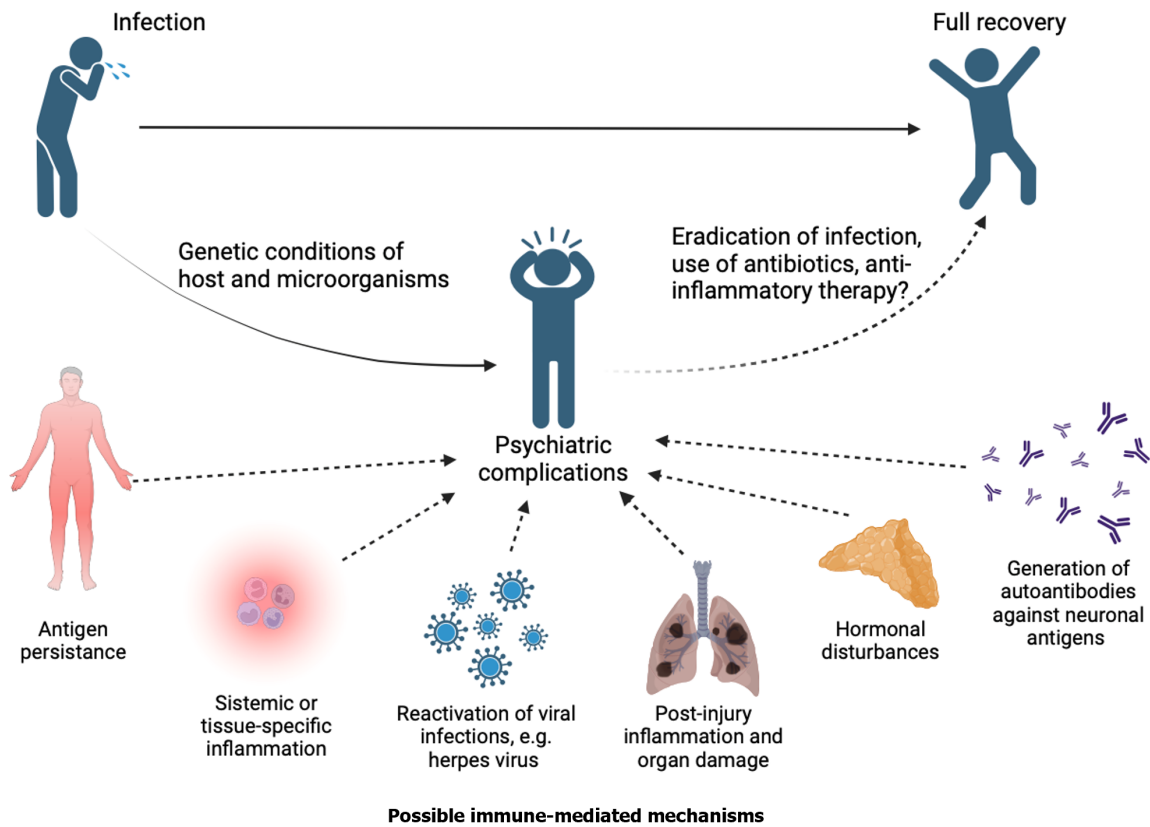 Infection
Full recovery
Genetic conditions of
host and microorganisms
Eradication of infection,
use of antibiotics, anti-
inflammatory therapy?
Psychiatric
complications
Antigen
persistance
Sistemic or
tissue-specific
inflammation
Reactivation of viral
infections, e.g.
herpes virus
Post-injury
inflammation and
organ damage
Hormonal
disturbances
Generation of
autoantibodies
against neuronal
antigens
Possible immune-mediated mechanisms